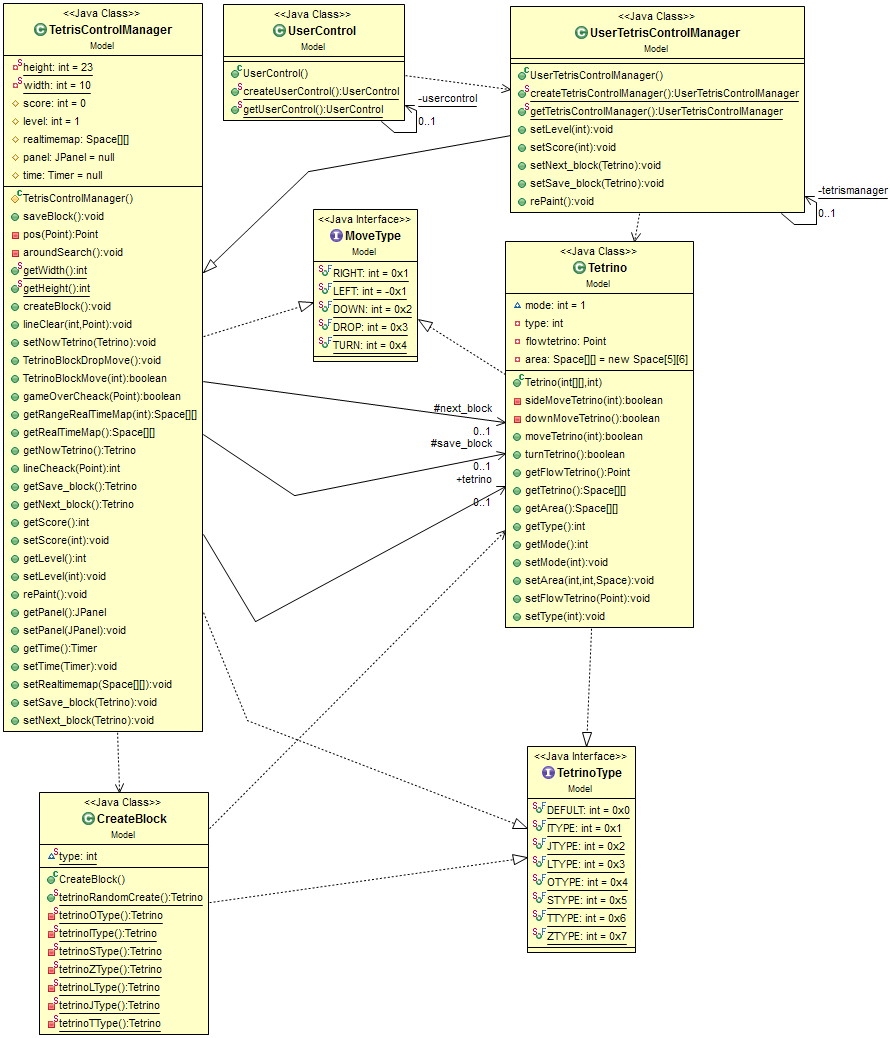 <<Java Class>>
TetrisControlManager
Model
height: int = 23
width: int = 10
score: int = 0
level: int = 1
realtimemap: Space[][]
panel: JPanel = null
time: Timer = null
TetrisControlManager()
saveBlock():void
pos(Point):Point
aroundSearch():void
getWidth():int
getHeight():int
createBlock():void
lineClear(int,Point):void
setNowTetrino(Tetrino):void
TetrinoBlockDropMove():void
TetrinoBlockMove(int):boolean
gameOverCheack(Point):boolean
getRangeRealTimeMap(int):Space[][]
getRealTimeMap():Space[][]
getNowTetrino():Tetrino
lineCheack(Point):int
getSave_block():Tetrino
getNext_block():Tetrino
getScore():int
setScore(int):void
getLevel():int
setLevel(int):void
rePaint():void
getPanel():JPanel
setPanel(JPanel):void
getTime():Timer
setTime(Timer):void
setRealtimemap(Space[][]):void
setSave_block(Tetrino):void
setNext_block(Tetrino):void
<<Java Class>>
UserControl
Model
UserControl()
createUserControl():UserControl
getUserControl():UserControl
-usercontrol
0..1
<<Java Class>>
UserTetrisControlManager
Model
UserTetrisControlManager()
createTetrisControlManager():UserTetrisControlManager
getTetrisControlManager():UserTetrisControlManager
setLevel(int):void
setScore(int):void
setNext_block(Tetrino):void
setSave_block(Tetrino):void
rePaint():void
-tetrismanager
0..1
<<Java Interface>>
MoveType
Model
RIGHT: int = 0x1
LEFT: int = -0x1
DOWN: int = 0x2
DROP: int = 0x3
TURN: int = 0x4
#next_block
0..1
#save_block
0..1
+tetrino
0..1
<<Java Class>>
Tetrino
Model
mode: int = 1
type: int
flowtetrino: Point
area: Space[][] = new Space[5][6]
Tetrino(int[][],int)
sideMoveTetrino(int):boolean
downMoveTetrino():boolean
moveTetrino(int):boolean
turnTetrino():boolean
getFlowTetrino():Point
getTetrino():Space[][]
getArea():Space[][]
getType():int
getMode():int
setMode(int):void
setArea(int,int,Space):void
setFlowTetrino(Point):void
setType(int):void
<<Java Class>>
CreateBlock
Model
type: int
CreateBlock()
tetrinoRandomCreate():Tetrino
tetrinoOType():Tetrino
tetrinoIType():Tetrino
tetrinoSType():Tetrino
tetrinoZType():Tetrino
tetrinoLType():Tetrino
tetrinoJType():Tetrino
tetrinoTType():Tetrino
<<Java Interface>>
TetrinoType
Model
DEFULT: int = 0x0
ITYPE: int = 0x1
JTYPE: int = 0x2
LTYPE: int = 0x3
OTYPE: int = 0x4
STYPE: int = 0x5
TTYPE: int = 0x6
ZTYPE: int = 0x7